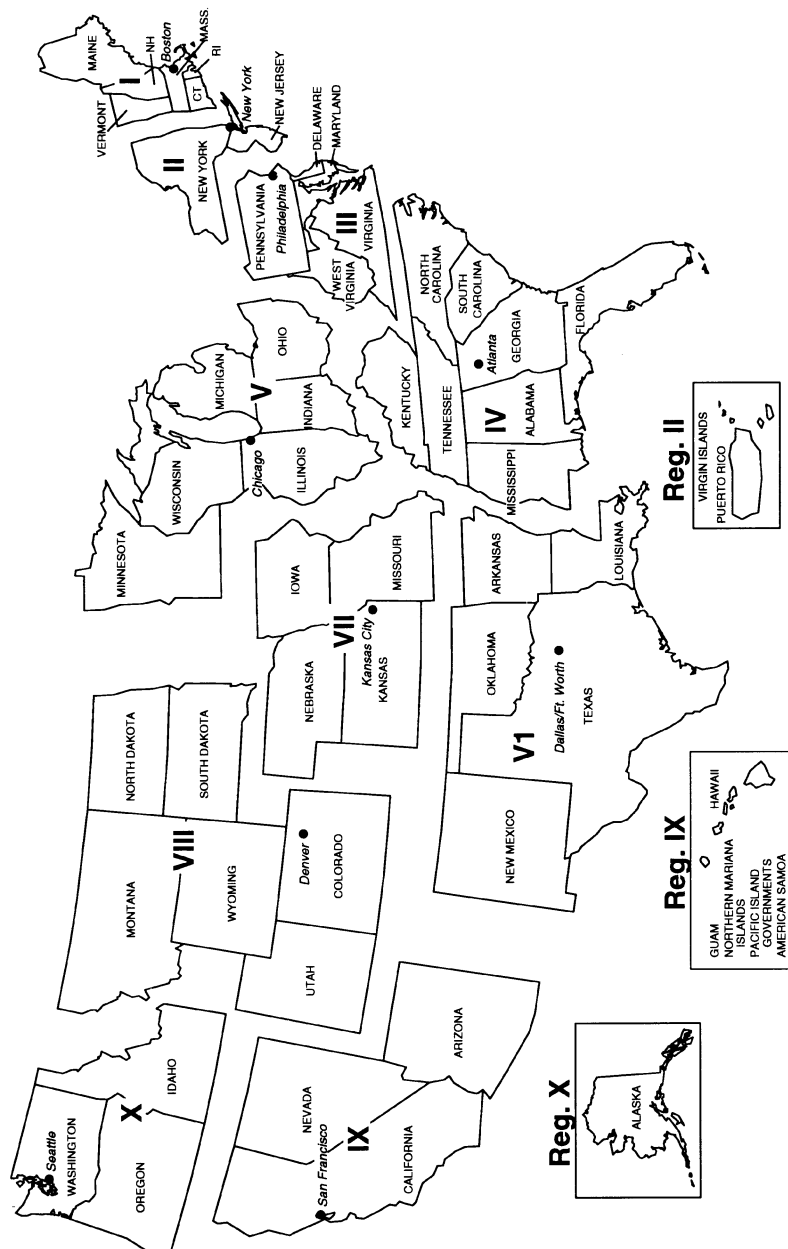 WASHINGTON
Seattle
OREGON
X
IDAHO
MONTANA
NORTH DAKOTA
SOUTH DAKOTA
VIII
WYOMING
Denver
COLORADO
UTAH
NEVADA
San Francisco
IX
CALIFORNIA
ARIZONA
MINNESOTA
WISCONSIN
MICHIGAN
V
Chicago
ILLINOIS
INDIANA
OHIO
NEBRASKA
IOWA
VII
Kansas City
KANSAS
MISSOURI
NEW MEXICO
V1
OKLAHOMA
ARKANSAS
Dallas/Ft. Worth
TEXAS
LOUISIANA
MAINE
I
VERMONT
NH
Boston
MASS.
RI
CT
II
NEW YORK
New York
NEW JERSEY
PENNSYLVANIA
Philadelphia
DELAWARE
MARYLAND
III
WEST
VIRGINIA
VIRGINIA
KENTUCKY
TENNESSEE
NORTH
CAROLINA
SOUTH
CAROLINA
IV
Atlanta
GEORGIA
ALABAMA
MISSISSIPPI
FLORIDA
Reg. X
ALASKA
Reg. IX
GUAM
NORTHERN MARIANA
ISLANDS
PACIFIC ISLAND
GOVERNMENTS
AMERICAN SAMOA
HAWAII
Reg. II
VIRGIN ISLANDS
PUERTO RICO